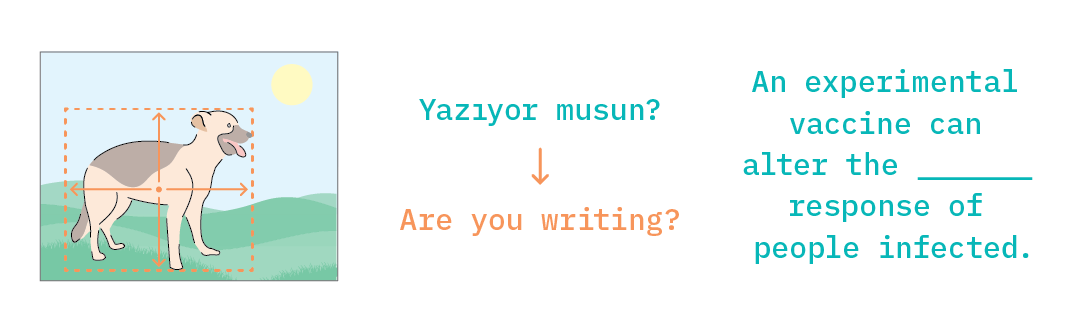 Yazıyor musun?
Are you writing?
An experimental
vaccine can
alter the ______
response of
people infected.